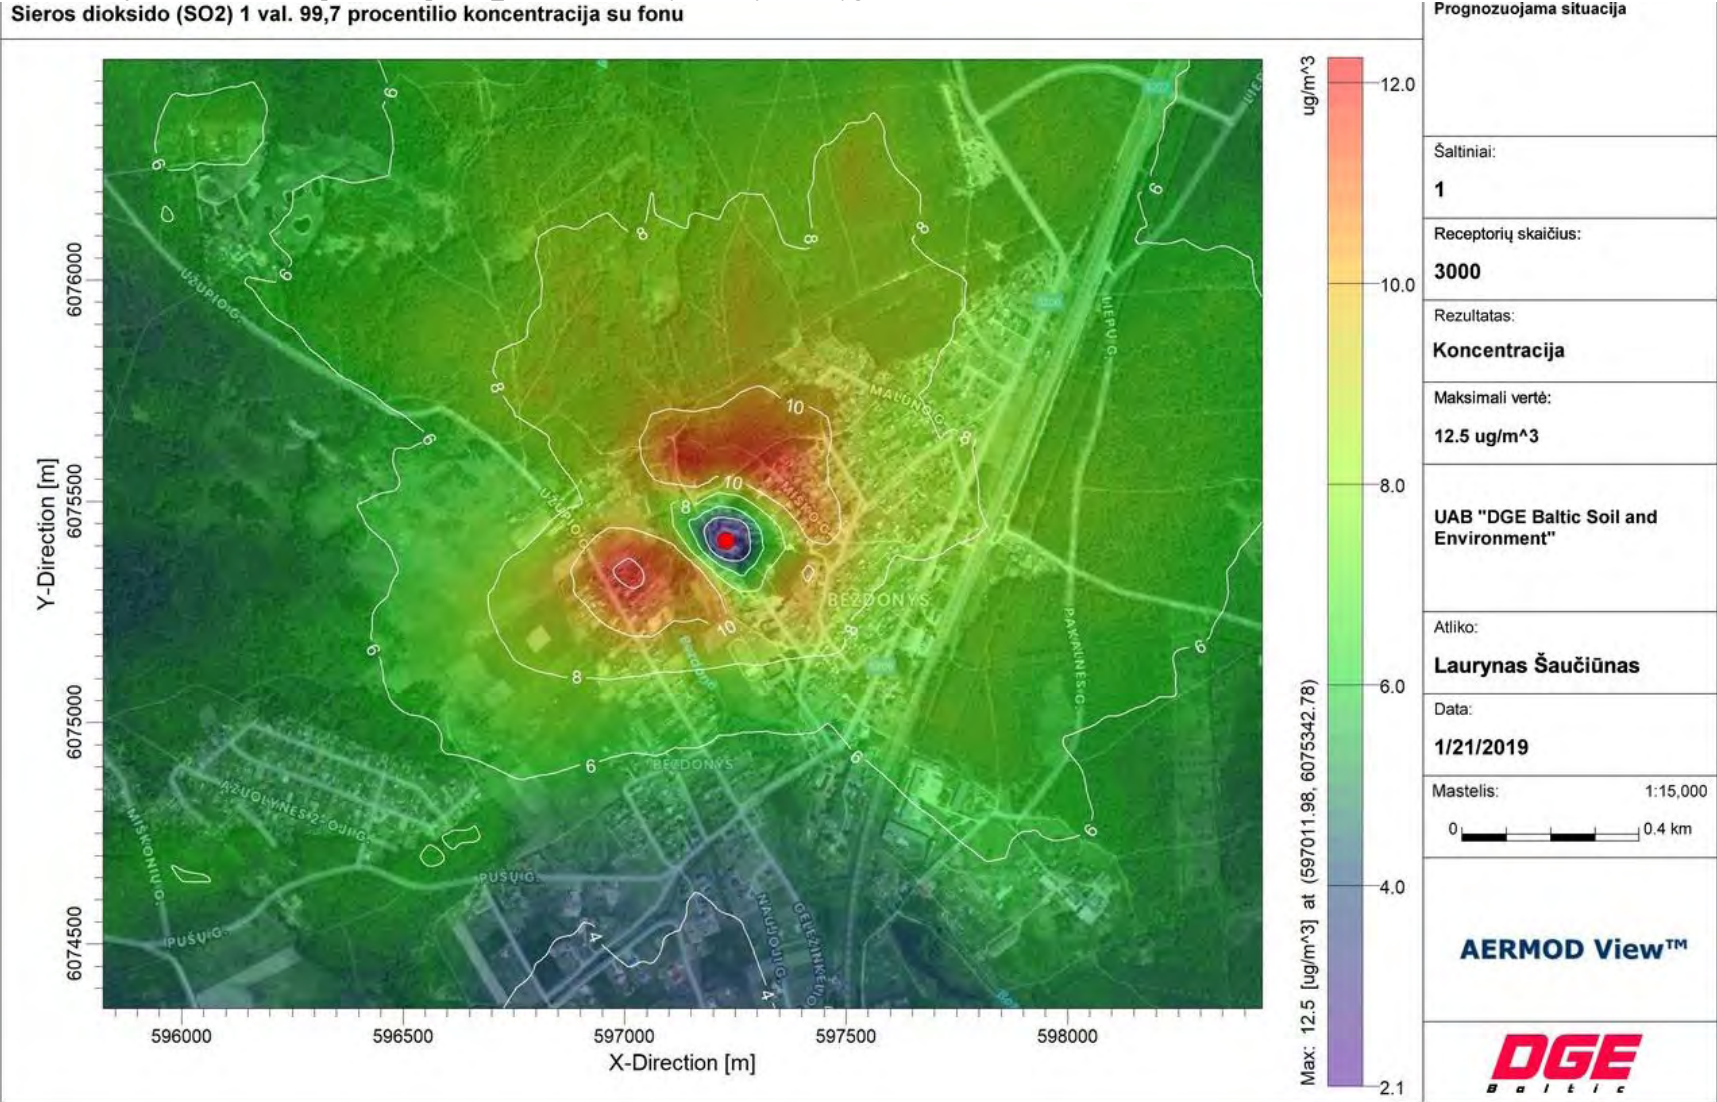 Sieros dioksido (SO2) 1 val. 99,7 procentilio koncentracija su fonu
Prognozuojama situacija
Šaltiniai:
1
Receptorių skaičius:
3000
Rezultatas:
Koncentracija
Maksimali vertė:
12.5 ug/m^3
UAB "DGE Baltic Soil and
Environment"
Atliko:
Laurynas Šaučiūnas
Data:
1/21/2019
Mastelis: 1:15,000
0 0.4 km
AERMOD View™
DGE
Baltic
ug/m^3
12.0
10.0
8.0
6.0
4.0
2.1
Max: 12.5 [ug/m^3] at (597011.98, 6075342.78)
Y-Direction [m]
6076000
6075500
6075000
6074500
596000 596500 597000 597500 598000
X-Direction [m]
UŽUPIO G.
UŽUPIO G.
LIEPŲ G.
MALŪNO G.
MIŠKO G.
BEZDONYS
PAKALNĖS G.
BEZDONYS
ĄŽUOLYNĖS 2-OJI G.
MIŠKONIŲ G.
PUŠŲ G.
PUŠŲ G.
NAUJOJI G.
6
6
6
6
6
6
6
6
6
6
8
8
8
8
8
8
8
8
10
10
10
4
4